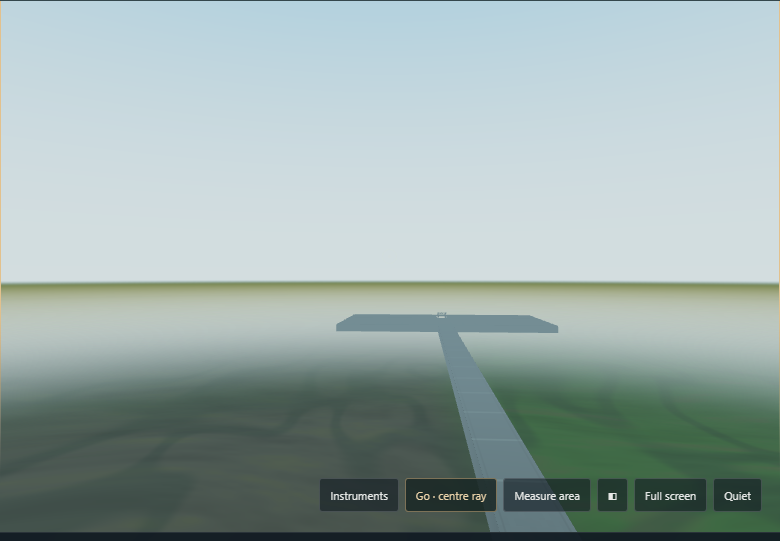 Instruments
Go · centre ray
Measure area
Full screen
Quiet